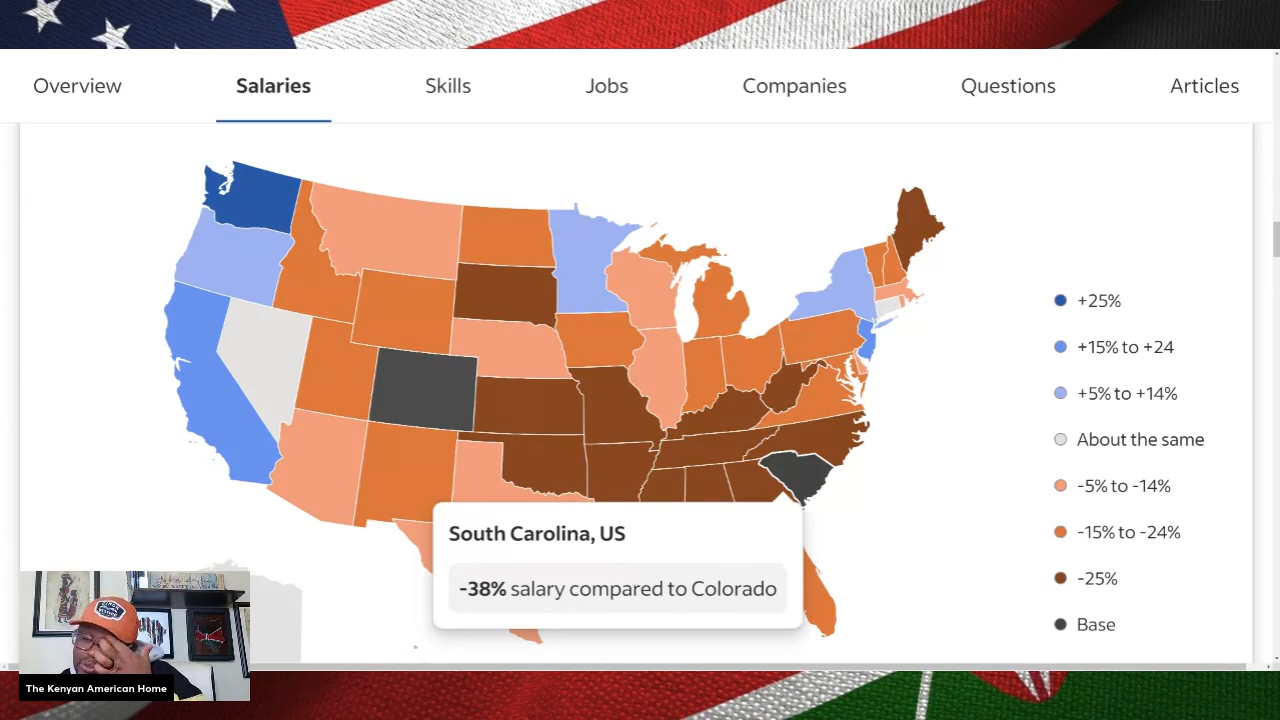 Overview
Salaries
Skills
Jobs
Companies
Questions
Articles
+25%
+15% to +24
+5% to +14%
About the same
-5% to -14%
-15% to -24%
-25%
Base
South Carolina, US
-38% salary compared to Colorado
The Kenyan American Home